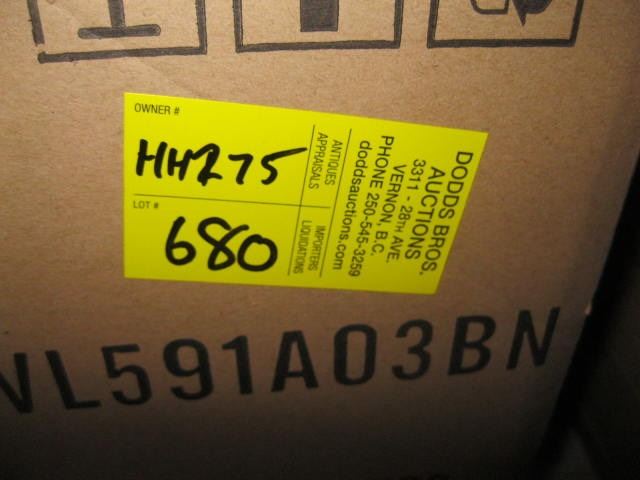 OWNER #
HH275
LOT #
680
ANTIQUES
APPRAISALS
IMPORTERS
LIQUIDATIONS
DODDS BROS.
AUCTIONS
3311 - 28TH AVE.
VERNON, B.C.
PHONE 250-545-3259
doddsauctions.com
VL591A03BN